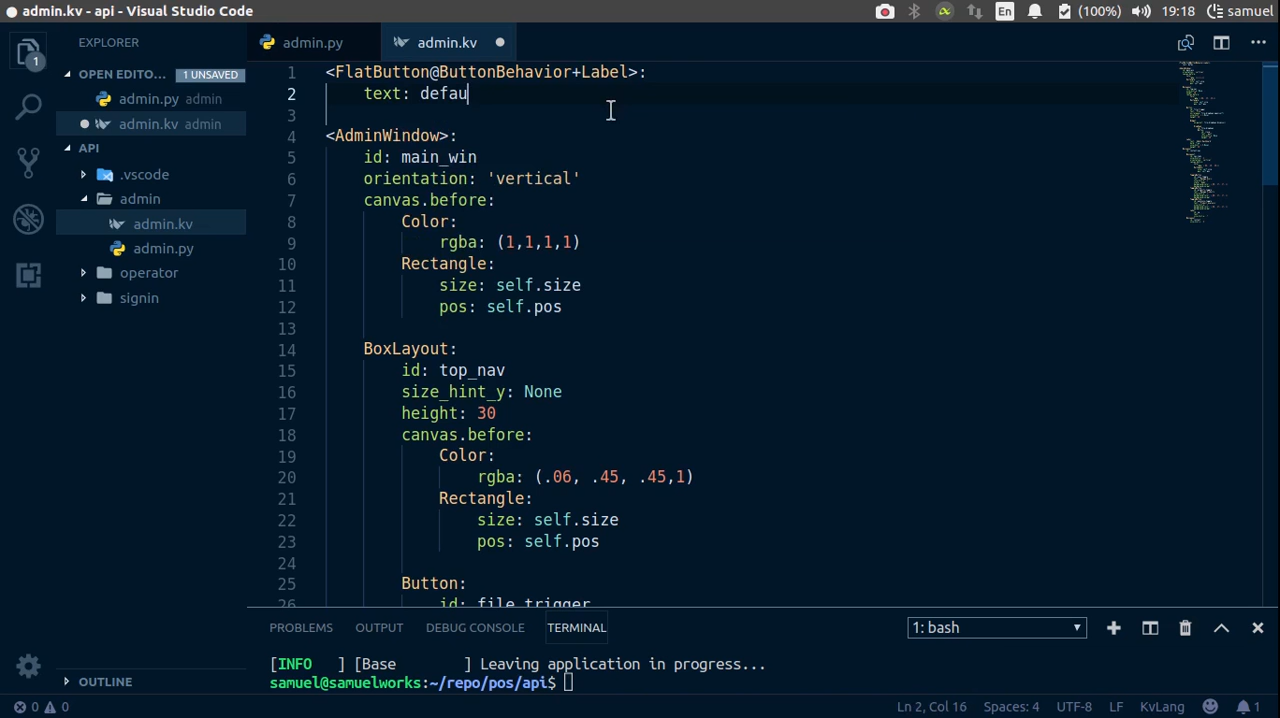 admin.kv - api - Visual Studio Code
En
(100%)
19:18
samuel
1
EXPLORER
OPEN EDITO...
1 UNSAVED
admin.py admin
admin.kv admin
API
.vscode
admin
admin.kv
admin.py
operator
signin
OUTLINE
admin.py
admin.kv
1 <FlatButton@ButtonBehavior+Label>:
2 text: defau
3
4 <AdminWindow>:
5 id: main_win
6 orientation: 'vertical'
7 canvas.before:
8 Color:
9 rgba: (1,1,1,1)
10 Rectangle:
11 size: self.size
12 pos: self.pos
13
14 BoxLayout:
15 id: top_nav
16 size_hint_y: None
17 height: 30
18 canvas.before:
19 Color:
20 rgba: (.06, .45, .45,1)
21 Rectangle:
22 size: self.size
23 pos: self.pos
24
25 Button:
26 id: file_trigger
PROBLEMS OUTPUT DEBUG CONSOLE TERMINAL
1: bash
[INFO ] [Base ] Leaving application in progress...
samuel@samuelworks:~/repo/pos/api$
0 0
Ln 2, Col 16 Spaces: 4 UTF-8 LF KvLang 1